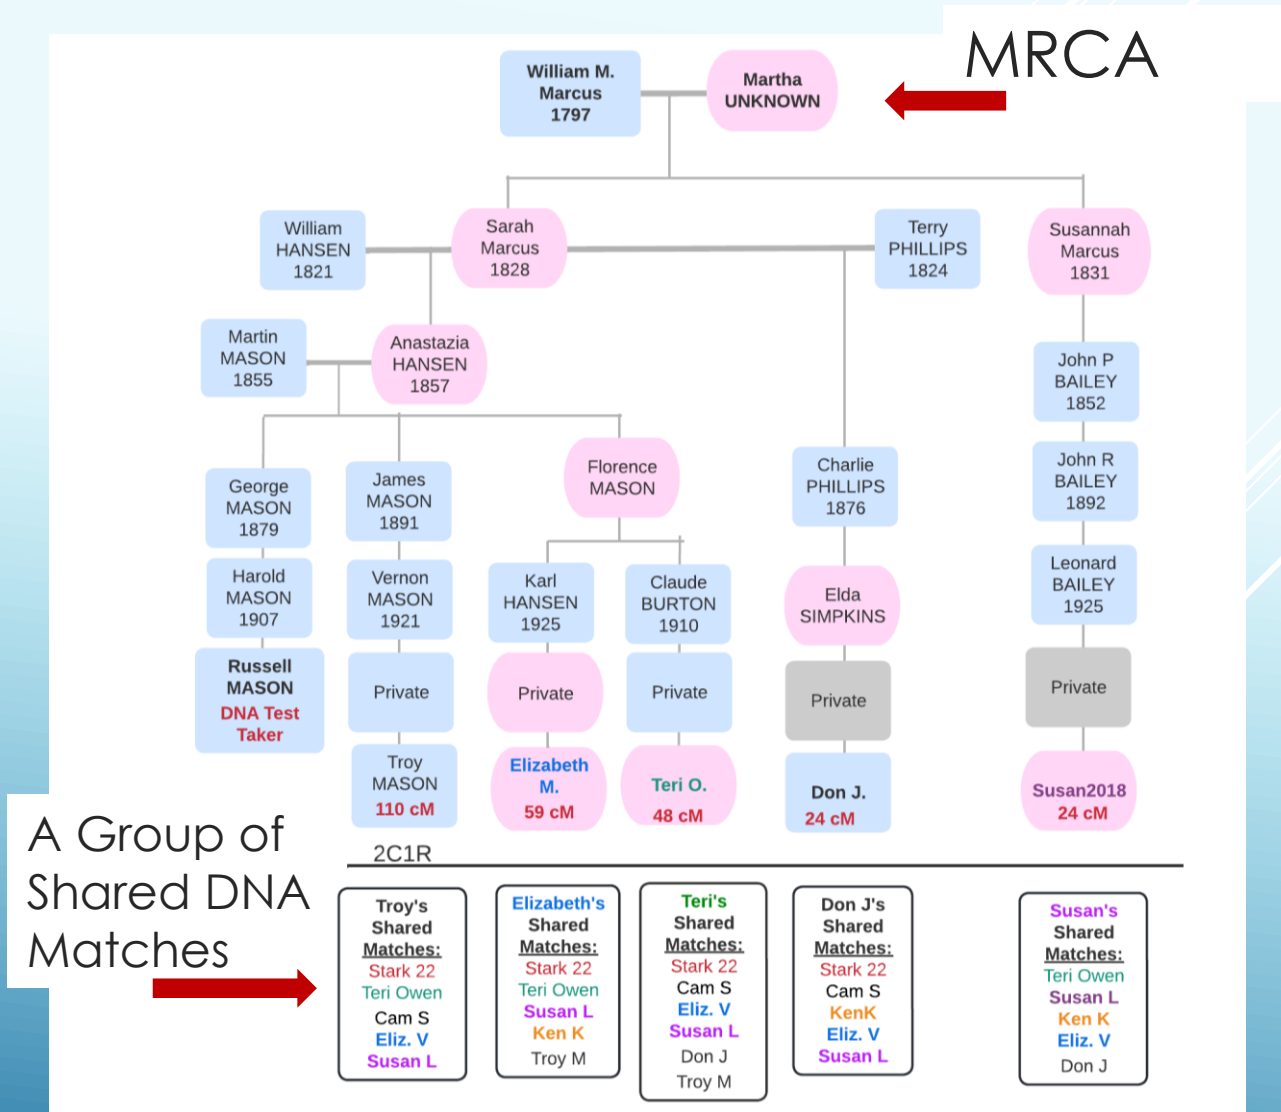 MRCA
William M.
Marcus
1797
Martha
UNKNOWN
William
HANSEN
1821
Sarah
Marcus
1828
Terry
PHILLIPS
1824
Susannah
Marcus
1831
Martin
MASON
1855
Anastazia
HANSEN
1857
John P
BAILEY
1852
George
MASON
1879
James
MASON
1891
Florence
MASON
Charlie
PHILLIPS
1876
John R
BAILEY
1892
Harold
MASON
1907
Vernon
MASON
1921
Karl
HANSEN
1925
Claude
BURTON
1910
Elda
SIMPKINS
Leonard
BAILEY
1925
Russell
MASON
DNA Test
Taker
Private
Private
Private
Private
Private
Troy
MASON
110 cM
Elizabeth
M.
59 cM
Teri O.
48 cM
Don J.
24 cM
Susan2018
24 cM
2C1R
A Group of
Shared DNA
Matches
Troy's
Shared
Matches:
Stark 22
Teri Owen
Cam S
Eliz. V
Susan L
Elizabeth's
Shared
Matches:
Stark 22
Teri Owen
Susan L
Ken K
Troy M
Teri's
Shared
Matches:
Stark 22
Cam S
Eliz. V
Susan L
Don J
Troy M
Don J's
Shared
Matches:
Stark 22
Cam S
KenK
Eliz. V
Susan L
Susan's
Shared
Matches:
Teri Owen
Susan L
Ken K
Eliz. V
Don J